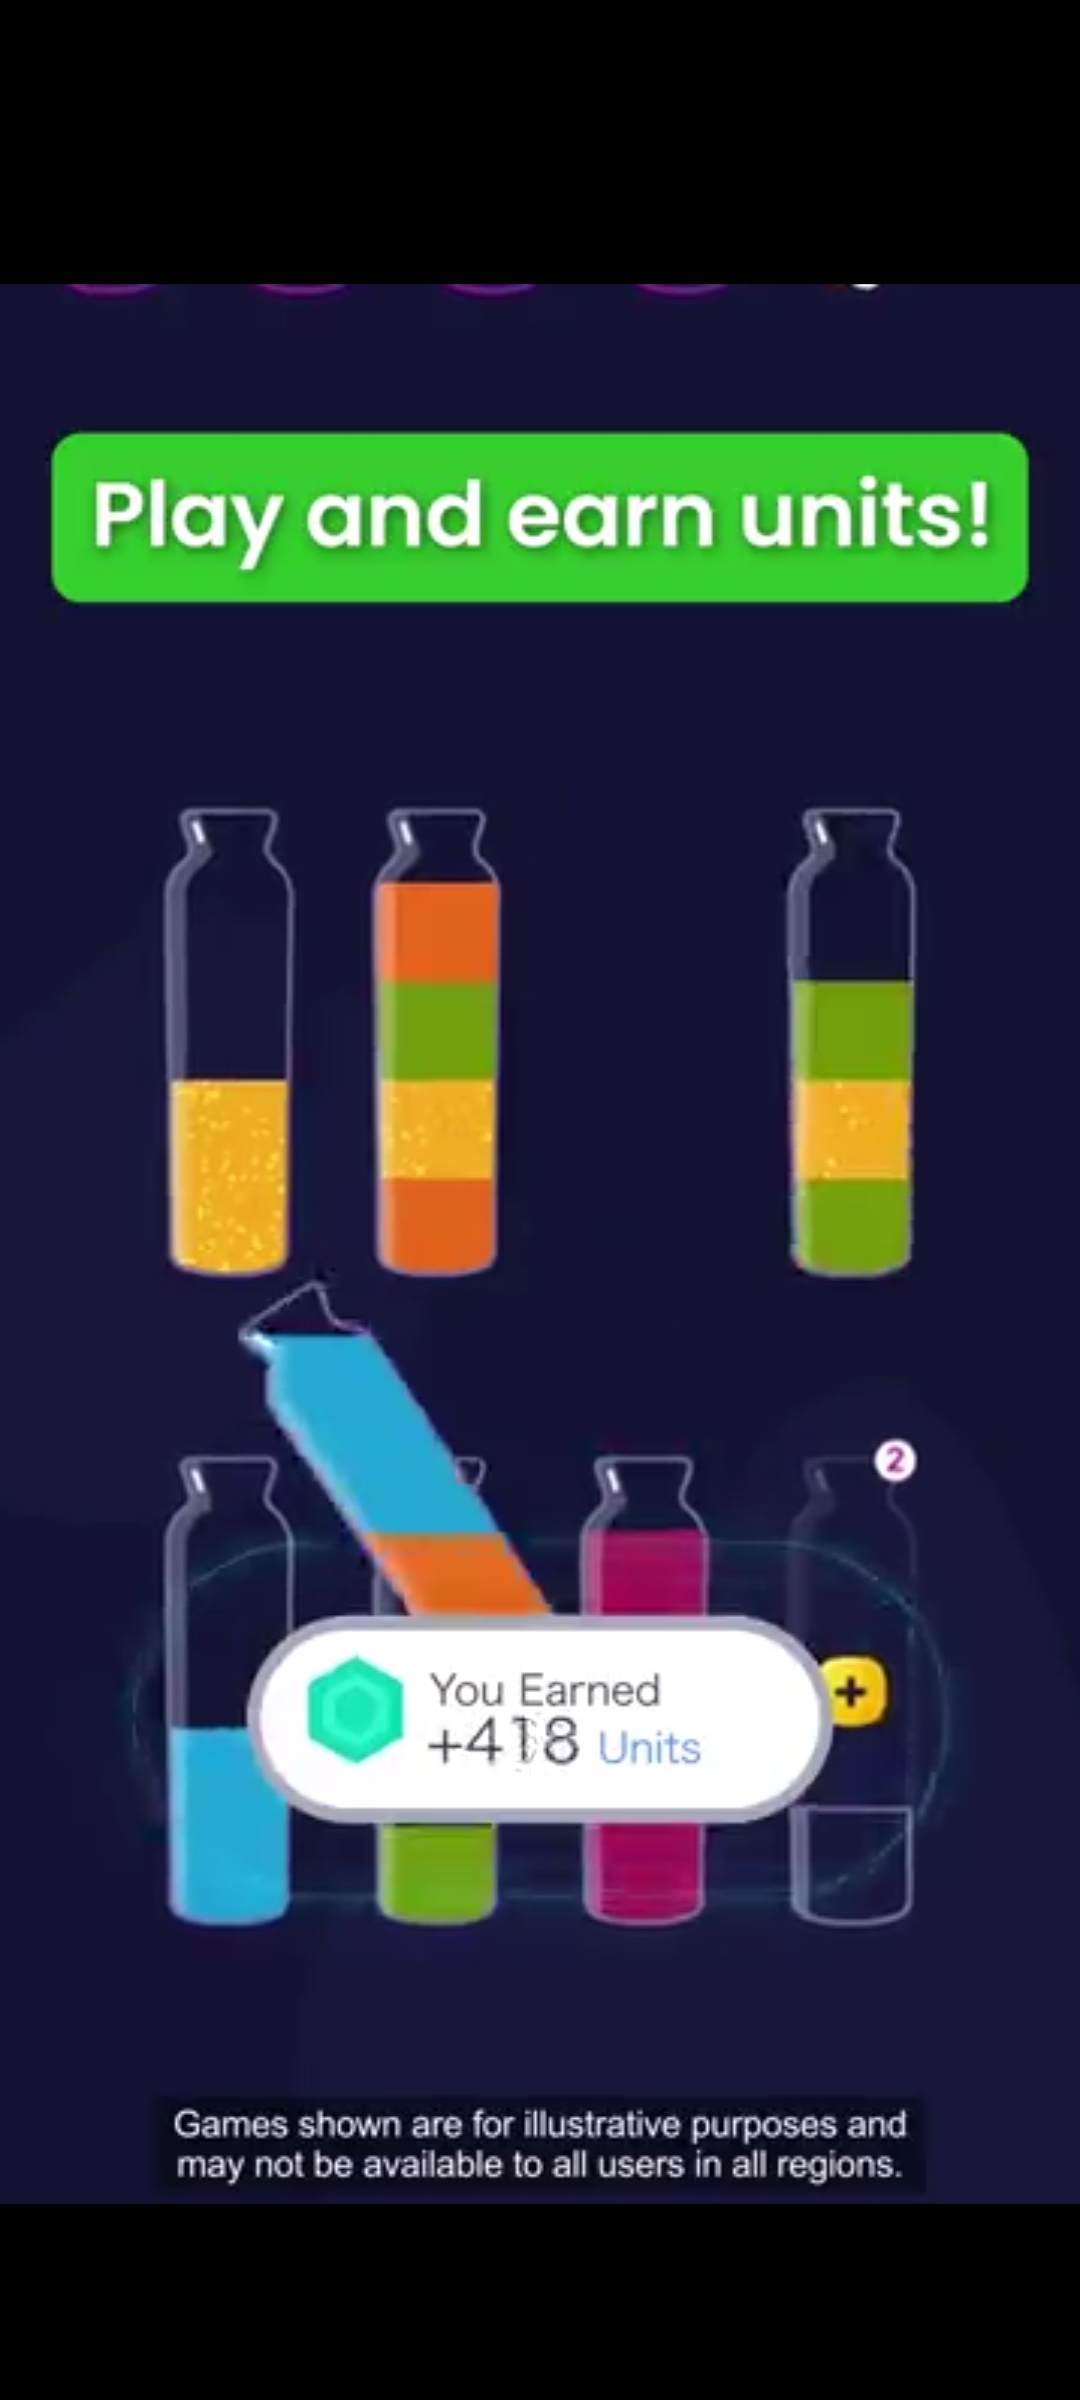 Play and earn units!
2
You Earned
+418 Units
+
Games shown are for illustrative purposes and
may not be available to all users in all regions.